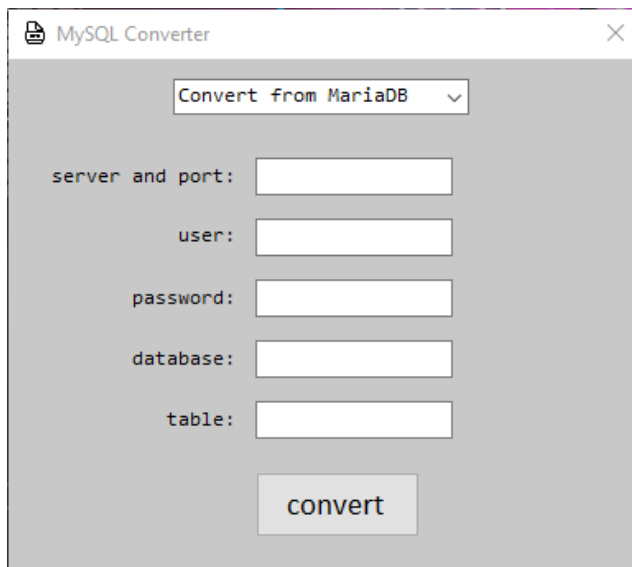 MySQL Converter
Convert from MariaDB
server and port:
user:
password:
database:
table:
convert